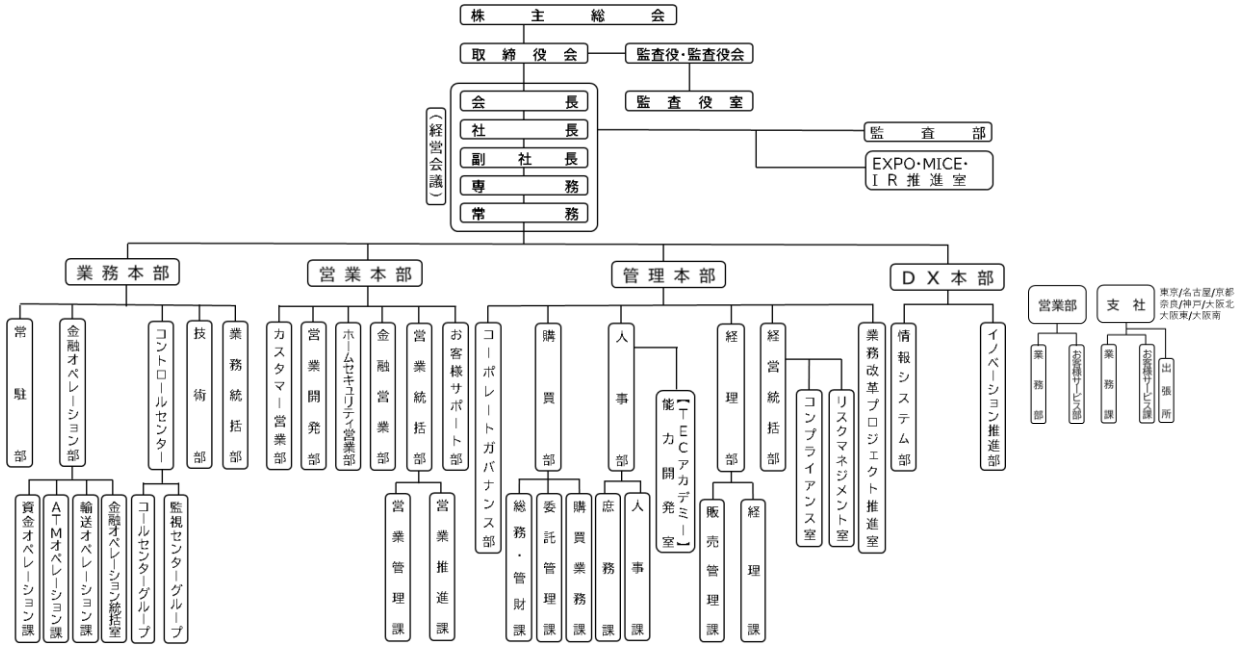 株主総会
取締役会
監査役・監査役会
監査役室
（経営会議）
会長
社長
副社長
専務
常務
監査部
EXPO・MICE・
IR推進室
業務本部
営業本部
管理本部
DX本部
常駐部
金融オペレーション部
コントロールセンター
技術部
業務統括部
カスタマー営業部
営業開発部
ホームセキュリティ営業部
金融営業部
営業統括部
お客様サポート部
コーポレートガバナンス部
購買部
人事部
経理部
経営統括部
業務改革プロジェクト推進室
情報システム部
イノベーション推進部
資金オペレーション課
ATMオペレーション課
輸送オペレーション課
金融オペレーション統括室
コールセンターグループ
監視センターグループ
営業管理課
営業推進課
総務・管財課
委託管理課
購買業務課
庶務課
人事課
【TECアカデミー】
能力開発室
販売管理課
経理課
コンプライアンス室
リスクマネジメント室
営業部
業務部
お客様サービス部
支社
東京/名古屋/京都
奈良/神戸/大阪北
大阪東/大阪南
業務課
お客様サービス課
出張所